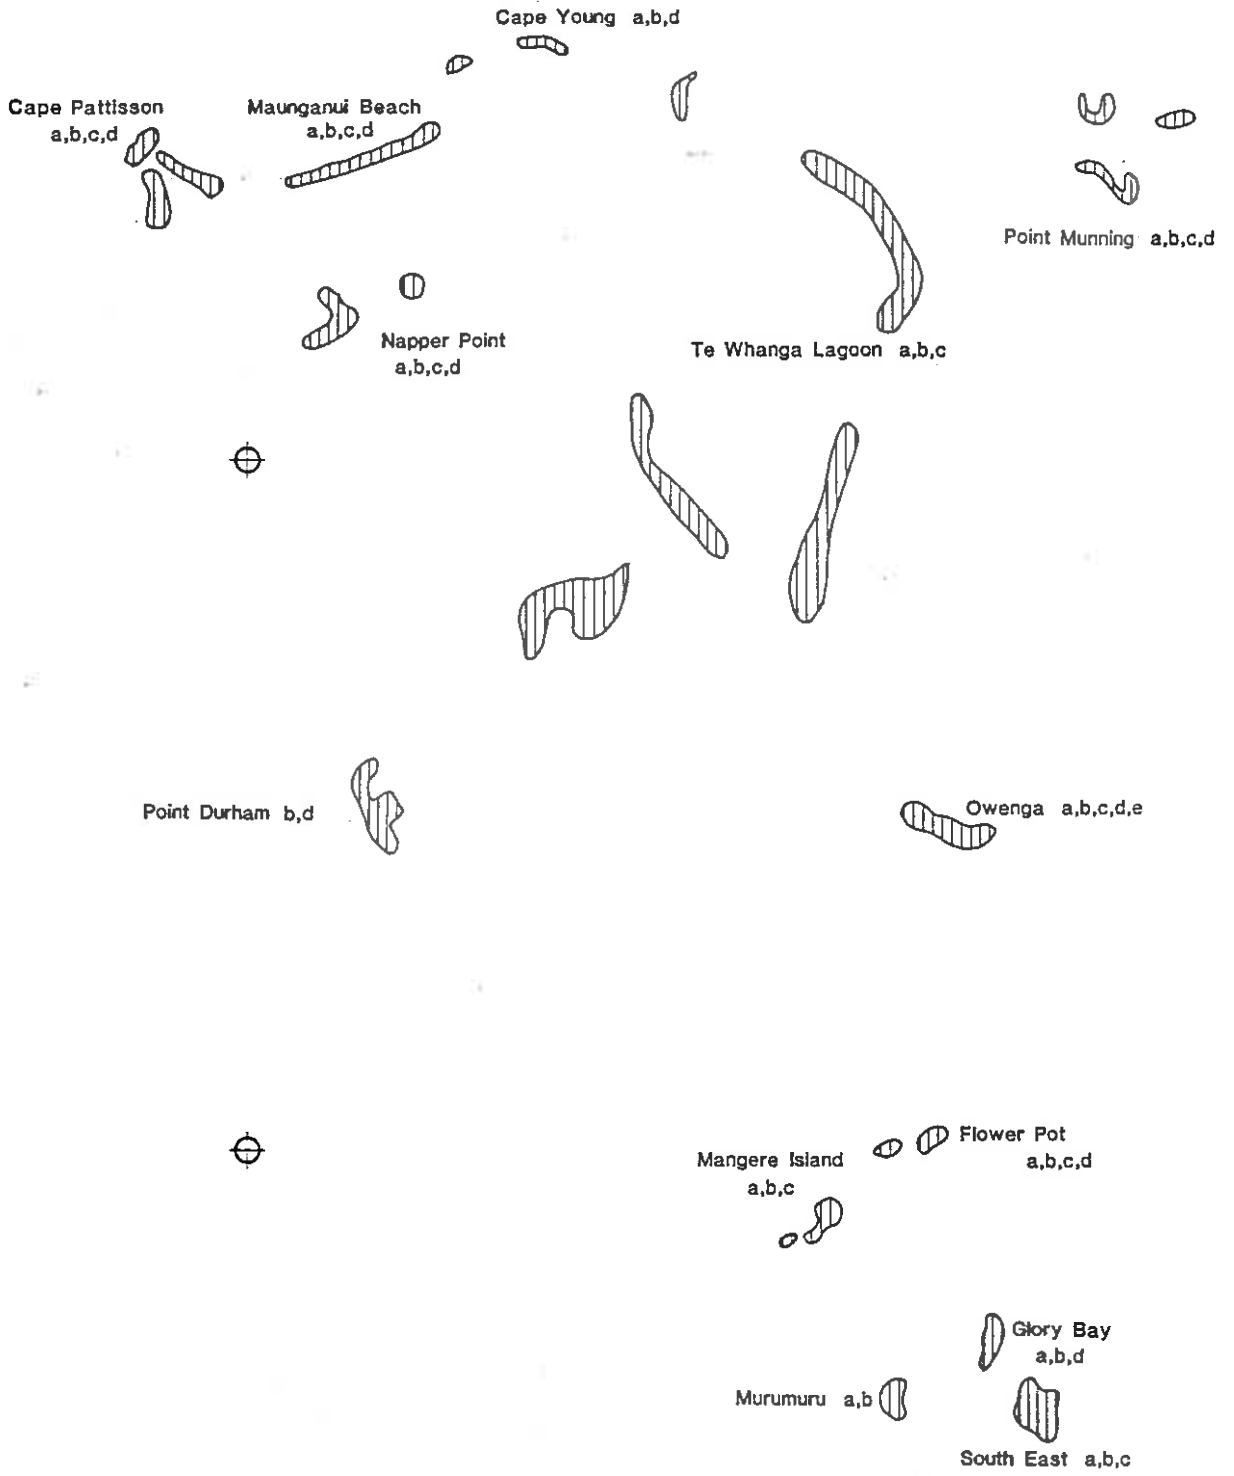 Cape Young a,b,d
Cape Pattisson
a,b,c,d
Maunganui Beach
a,b,c,d
Point Munning a,b,c,d
Napper Point
a,b,c,d
Te Whanga Lagoon a,b,c
Point Durham b,d
Owenga a,b,c,d,e
Flower Pot
a,b,c,d
Mangere Island
a,b,c
Glory Bay
a,b,d
Murumuru a,b
South East a,b,c